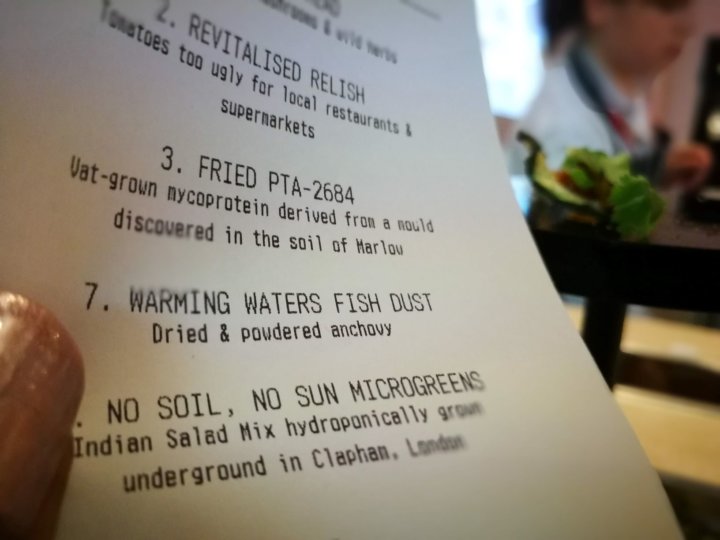 & wild herbs
2. REVITALISED RELISH
Tomatoes too ugly for local restaurants &
supermarkets
3. FRIED PTA-2684
Vat-grown mycoprotein derived from a mould
discovered in the soil of Marlow
7. WARMING WATERS FISH DUST
Dried & powdered anchovy
. NO SOIL, NO SUN MICROGREENS
Indian Salad Mix hydroponically grown
underground in Clapham, London